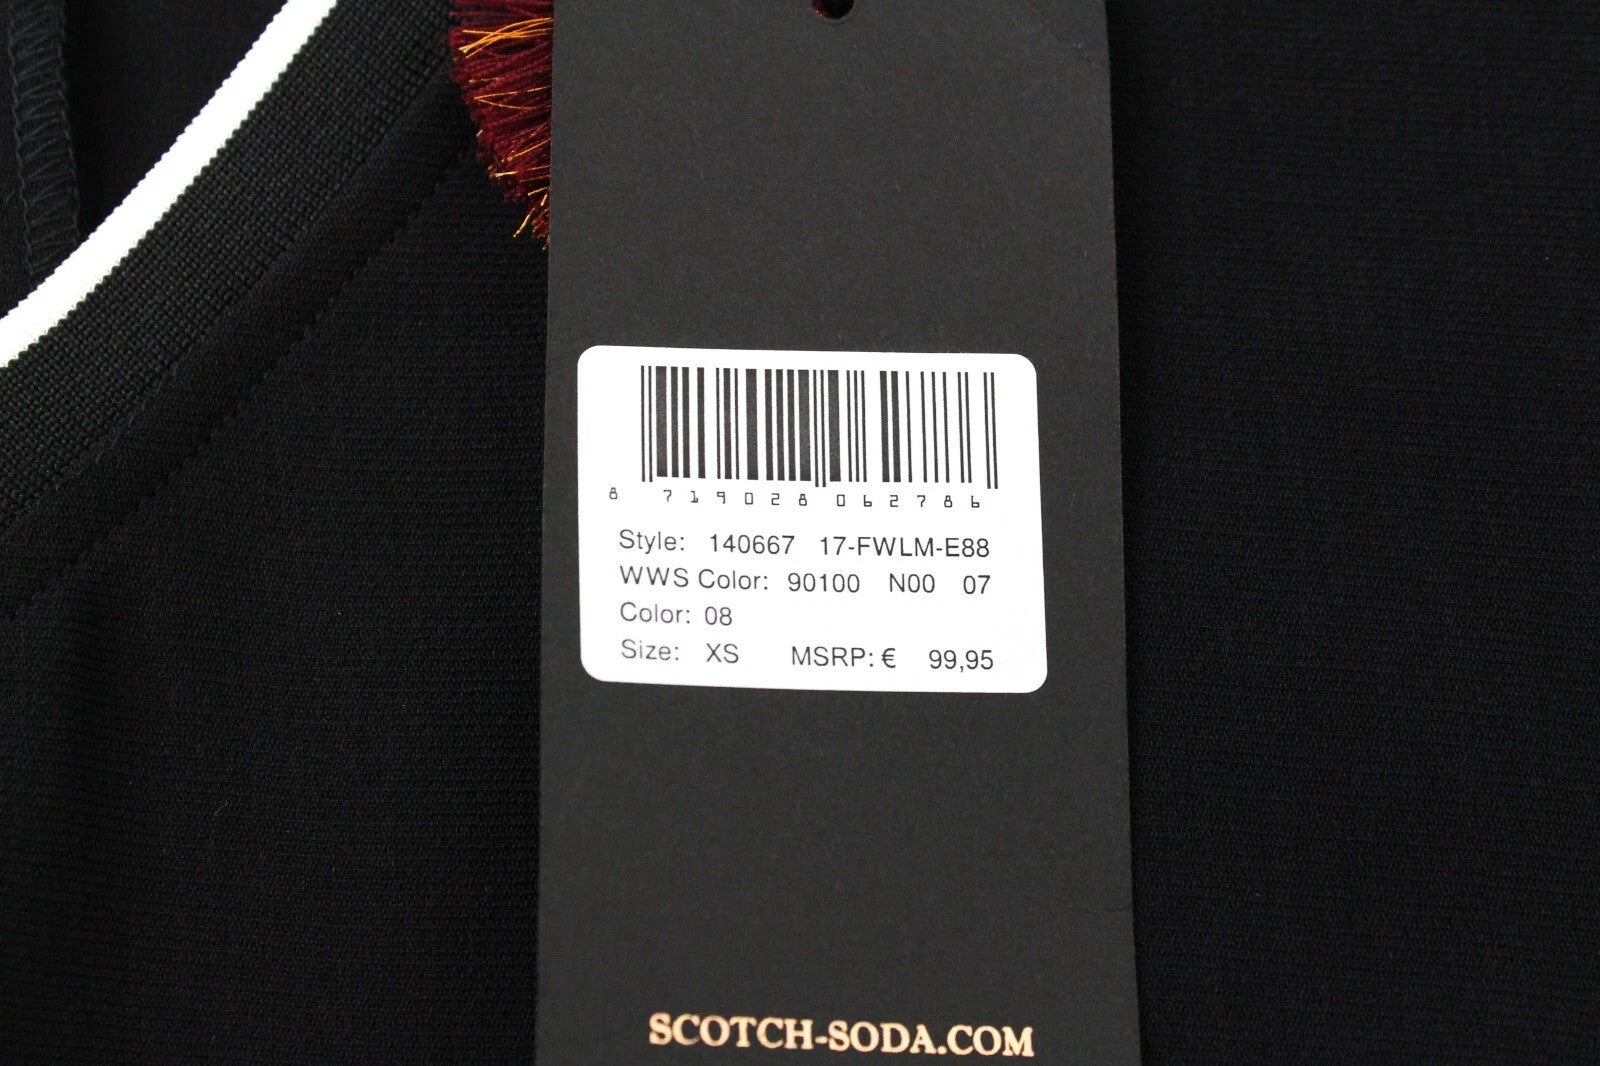 8 719028 062786
Style: 140667 17-FWLM-E88
WWS Color: 90100 N00 07
Color: 08
Size: XS MSRP: € 99,95
SCOTCH-SODA.COM